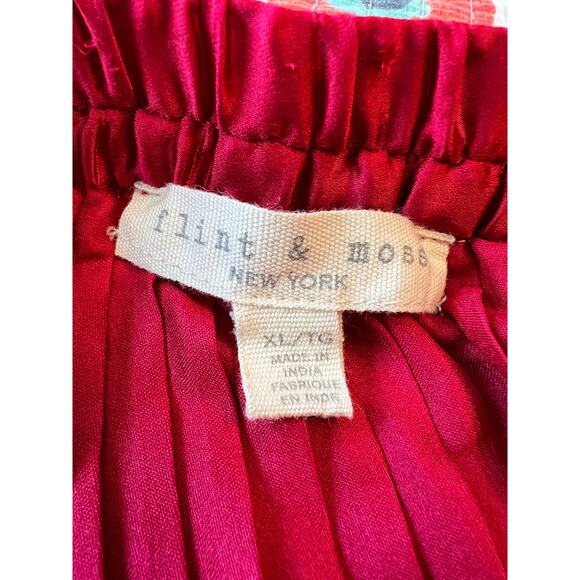 flint & moss
NEW YORK
XL/TG
MADE IN
INDIA
FABRIQUE
EN INDE